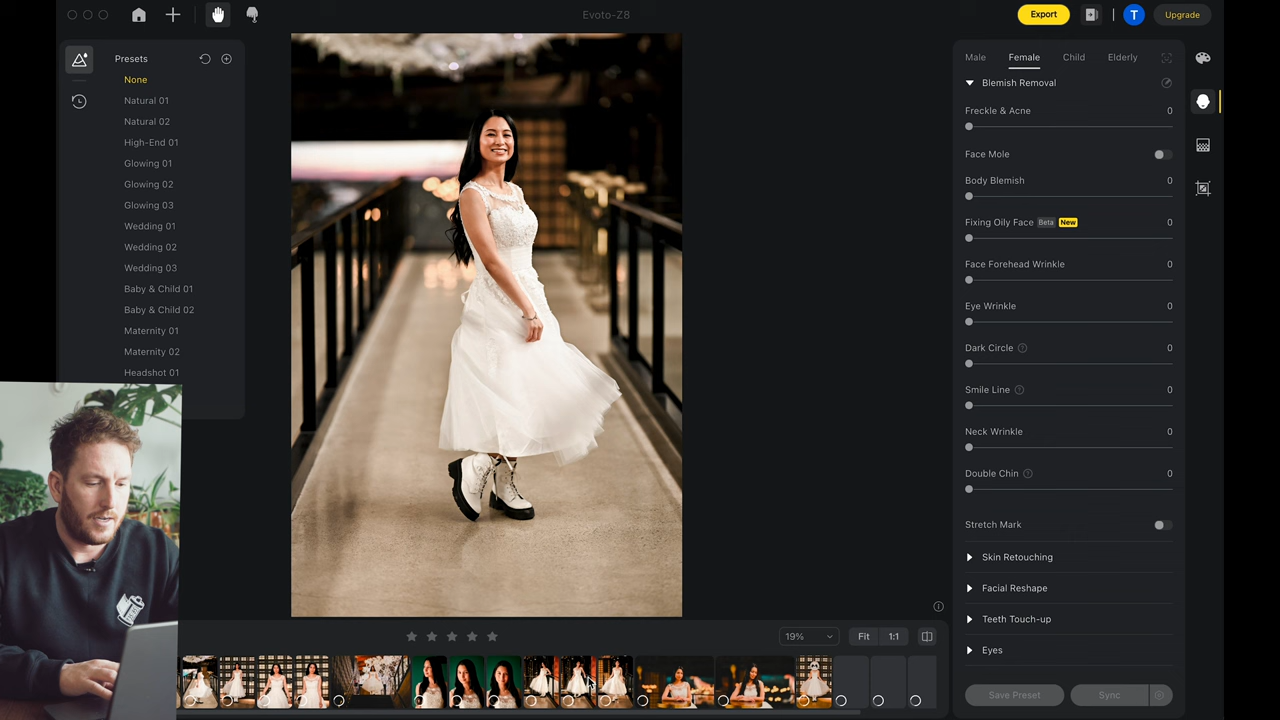 Evoto-Z8
Export
T
Upgrade
Presets
None
Natural 01
Natural 02
High-End 01
Glowing 01
Glowing 02
Glowing 03
Wedding 01
Wedding 02
Wedding 03
Baby & Child 01
Baby & Child 02
Maternity 01
Maternity 02
Headshot 01
Male Female Child Elderly
Blemish Removal
Freckle & Acne 0
Face Mole
Body Blemish 0
Fixing Oily Face Beta New 0
Face Forehead Wrinkle 0
Eye Wrinkle 0
Dark Circle ? 0
Smile Line ? 0
Neck Wrinkle 0
Double Chin ? 0
Stretch Mark
Skin Retouching
Facial Reshape
Teeth Touch-up
Eyes
Save Preset Sync
19% Fit 1:1